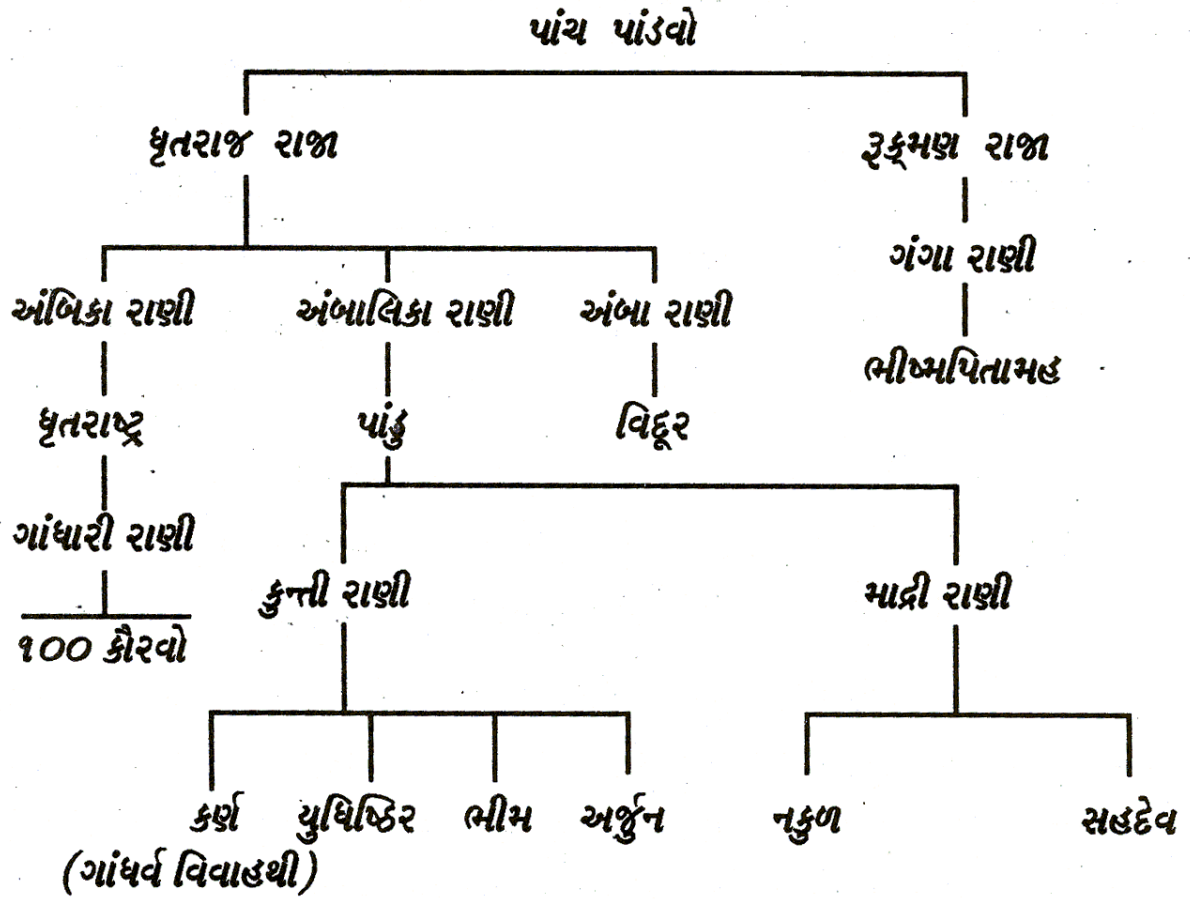 પાંચ પાંડવો
ધૃતરાજ રાજા
રૂક્મણ રાજા
ગંગા રાણી
અંબિકા રાણી
અંબાલિકા રાણી
અંબા રાણી
ભીષ્મપિતામહ
ધૃતરાષ્ટ્ર
પાંડુ
વિદૂર
ગાંધારી રાણી
કુન્તી રાણી
માદ્રી રાણી
૧૦૦ કૌરવો
કર્ણ
યુધિષ્ઠિર
ભીમ
અર્જુન
નકુળ
સહદેવ
(ગાંધર્વ વિવાહથી)